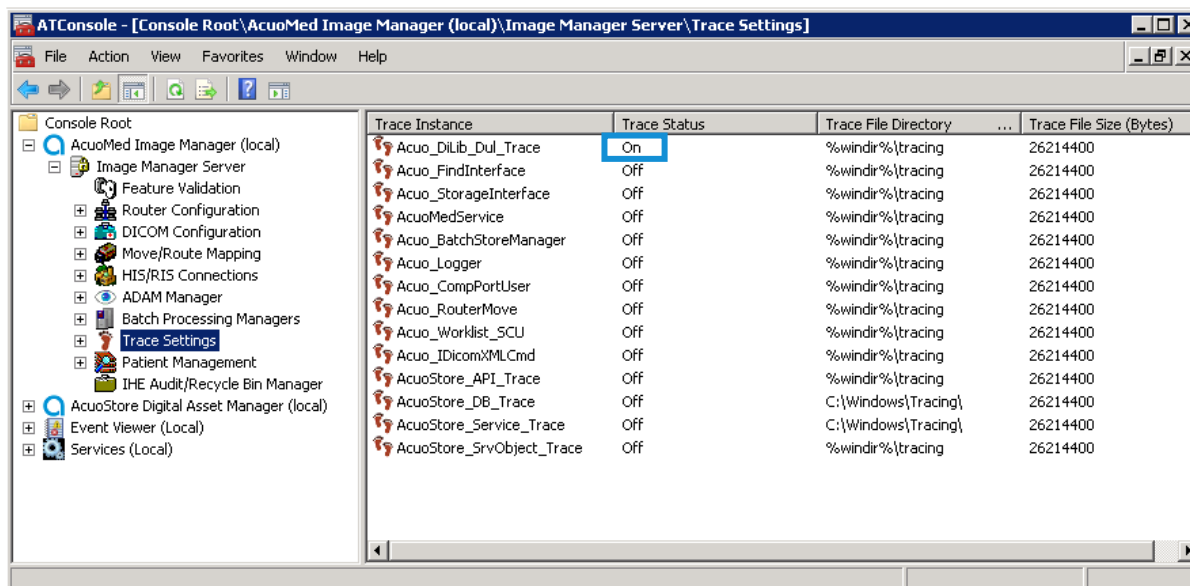 ATConsole - [Console Root\AcuoMed Image Manager (local)\Image Manager Server\Trace Settings]
File Action View Favorites Window Help
Console Root
AcuoMed Image Manager (local)
Image Manager Server
Feature Validation
Router Configuration
DICOM Configuration
Move/Route Mapping
HIS/RIS Connections
ADAM Manager
Batch Processing Managers
Trace Settings
Patient Management
IHE Audit/Recycle Bin Manager
AcuoStore Digital Asset Manager (local)
Event Viewer (Local)
Services (Local)
Trace Instance Trace Status Trace File Directory ... Trace File Size (Bytes)
Acuo_DiLib_Dul_Trace On %windir%\tracing 26214400
Acuo_FindInterface Off %windir%\tracing 26214400
Acuo_StorageInterface Off %windir%\tracing 26214400
AcuoMedService Off %windir%\tracing 26214400
Acuo_BatchStoreManager Off %windir%\tracing 26214400
Acuo_Logger Off %windir%\tracing 26214400
Acuo_CompPortUser Off %windir%\tracing 26214400
Acuo_RouterMove Off %windir%\tracing 26214400
Acuo_Worklist_SCU Off %windir%\tracing 26214400
Acuo_IDicomXMLCmd Off %windir%\tracing 26214400
AcuoStore_API_Trace Off %windir%\tracing 26214400
AcuoStore_DB_Trace Off C:\Windows\Tracing\ 26214400
AcuoStore_Service_Trace Off C:\Windows\Tracing\ 26214400
AcuoStore_SrvObject_Trace Off %windir%\tracing 26214400